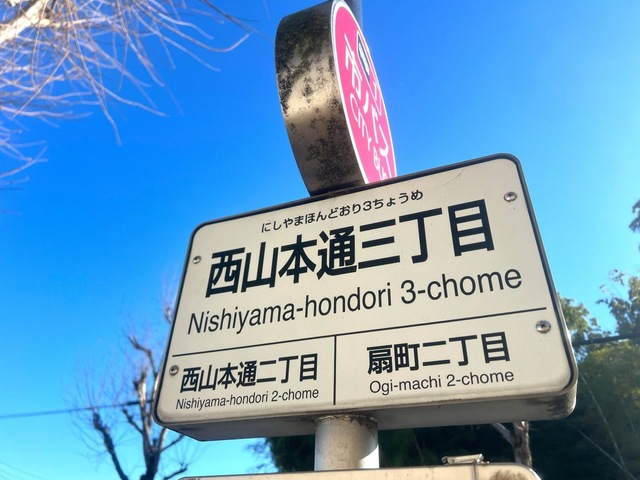 にしやまほんどおり3ちょうめ
西山本通三丁目
Nishiyama-hondori 3-chome
西山本通二丁目
Nishiyama-hondori 2-chome
扇町二丁目
Ogi-machi 2-chome